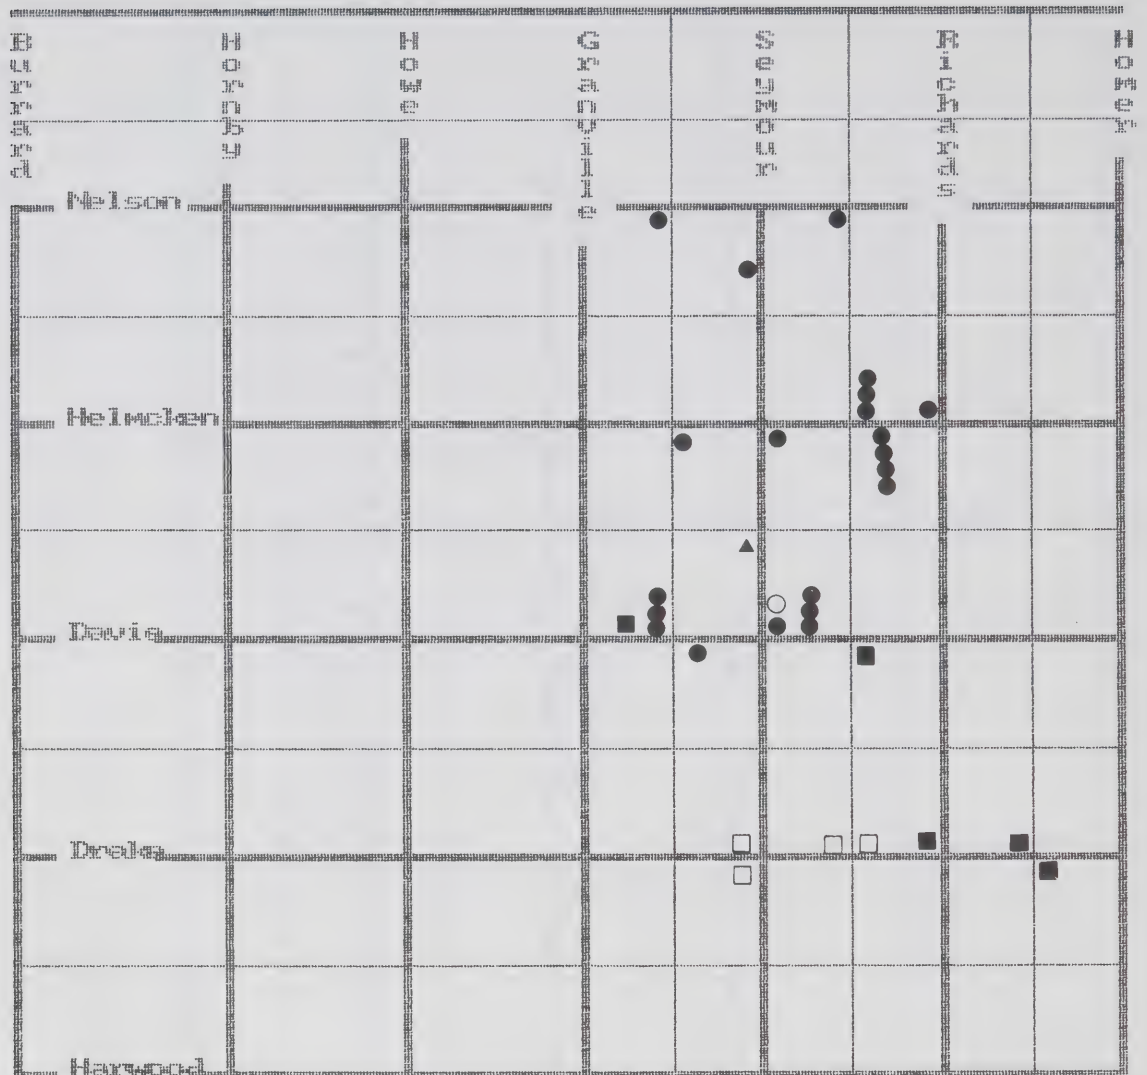 Burrard
Hornby
Howe
Granville
Seymour
Richards
Homer
Nelson
Helmcken
Davie
Drake
Harwood